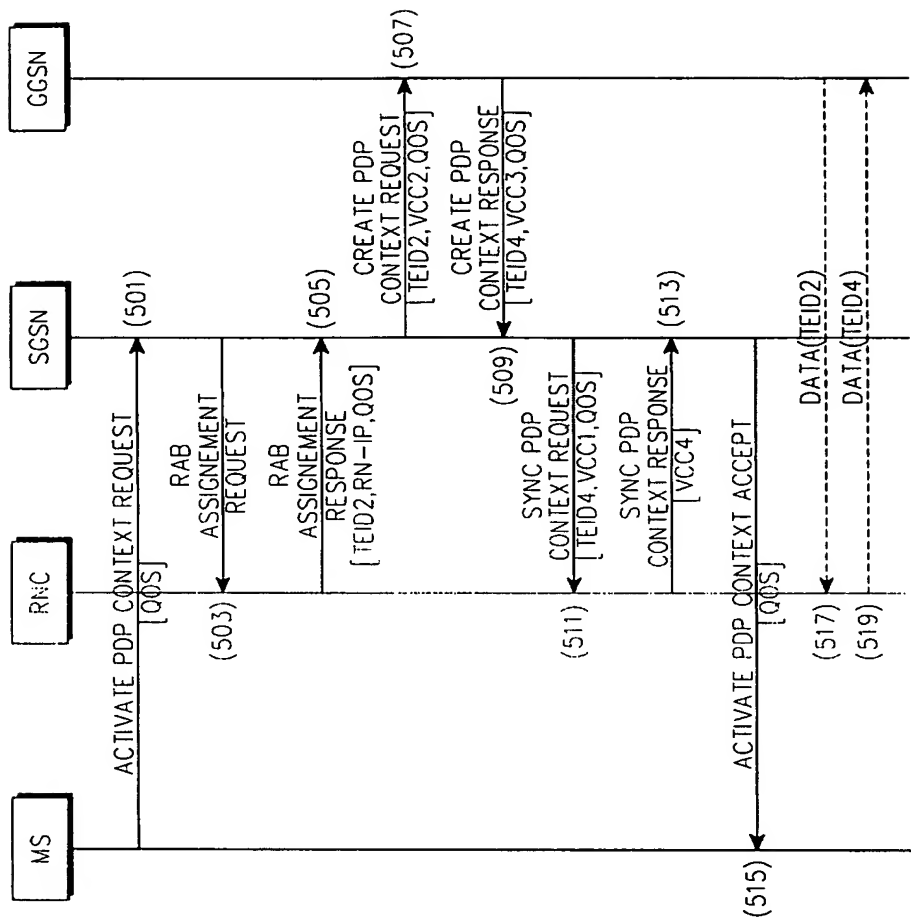 MS
RNC
SGSN
GGSN
ACTIVATE PDP CONTEXT REQUEST
[QOS]
(501)
RAB
ASSIGNEMENT
REQUEST
(503)
RAB
ASSIGNEMENT
RESPONSE
[TEID2,RN-IP,QOS]
(505)
CREATE PDP
CONTEXT REQUEST
[TEID2,VCC2,QOS]
(507)
CREATE PDP
CONTEXT RESPONSE
[TEID4,VCC3,QOS]
(509)
SYNC PDP
CONTEXT REQUEST
[TEID4,VCC1,QOS]
(511)
SYNC PDP
CONTEXT RESPONSE
[VCC4]
(513)
ACTIVATE PDP CONTEXT ACCEPT
[QOS]
(515)
DATA(TEID2)
(517)
DATA(TEID4)
(519)